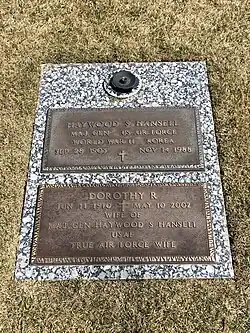 HAYWOOD S HANSELL
MAJ GEN US AIR FORCE
WORLD WAR II KOREA
SEP 28 1903 NOV 14 1988
DOROTHY R
JUN 11 1910 MAY 10 2002
WIFE OF
MAJ GEN HAYWOOD S HANSELL
USAF
TRUE AIR FORCE WIFE